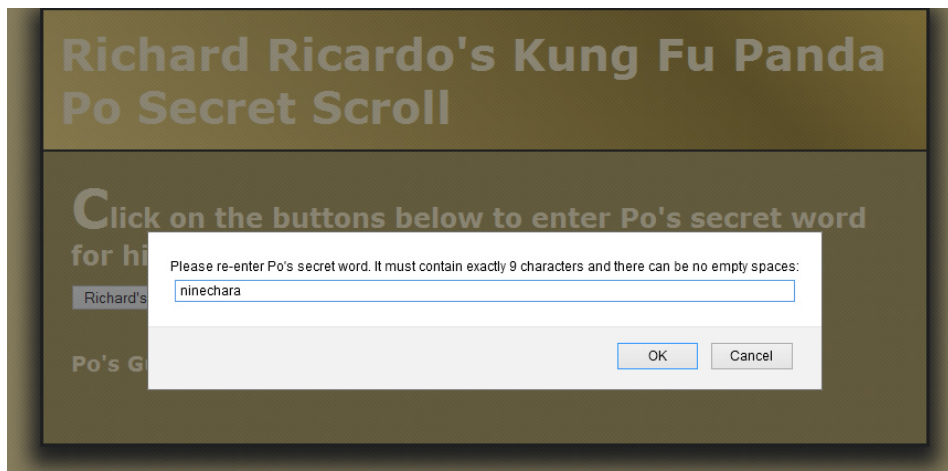 Richard Ricardo's Kung Fu Panda
Po Secret Scroll
Click on the buttons below to enter Po's secret word
for hi
Please re-enter Po's secret word. It must contain exactly 9 characters and there can be no empty spaces:
ninechara
Richard's
OK Cancel
Po's G